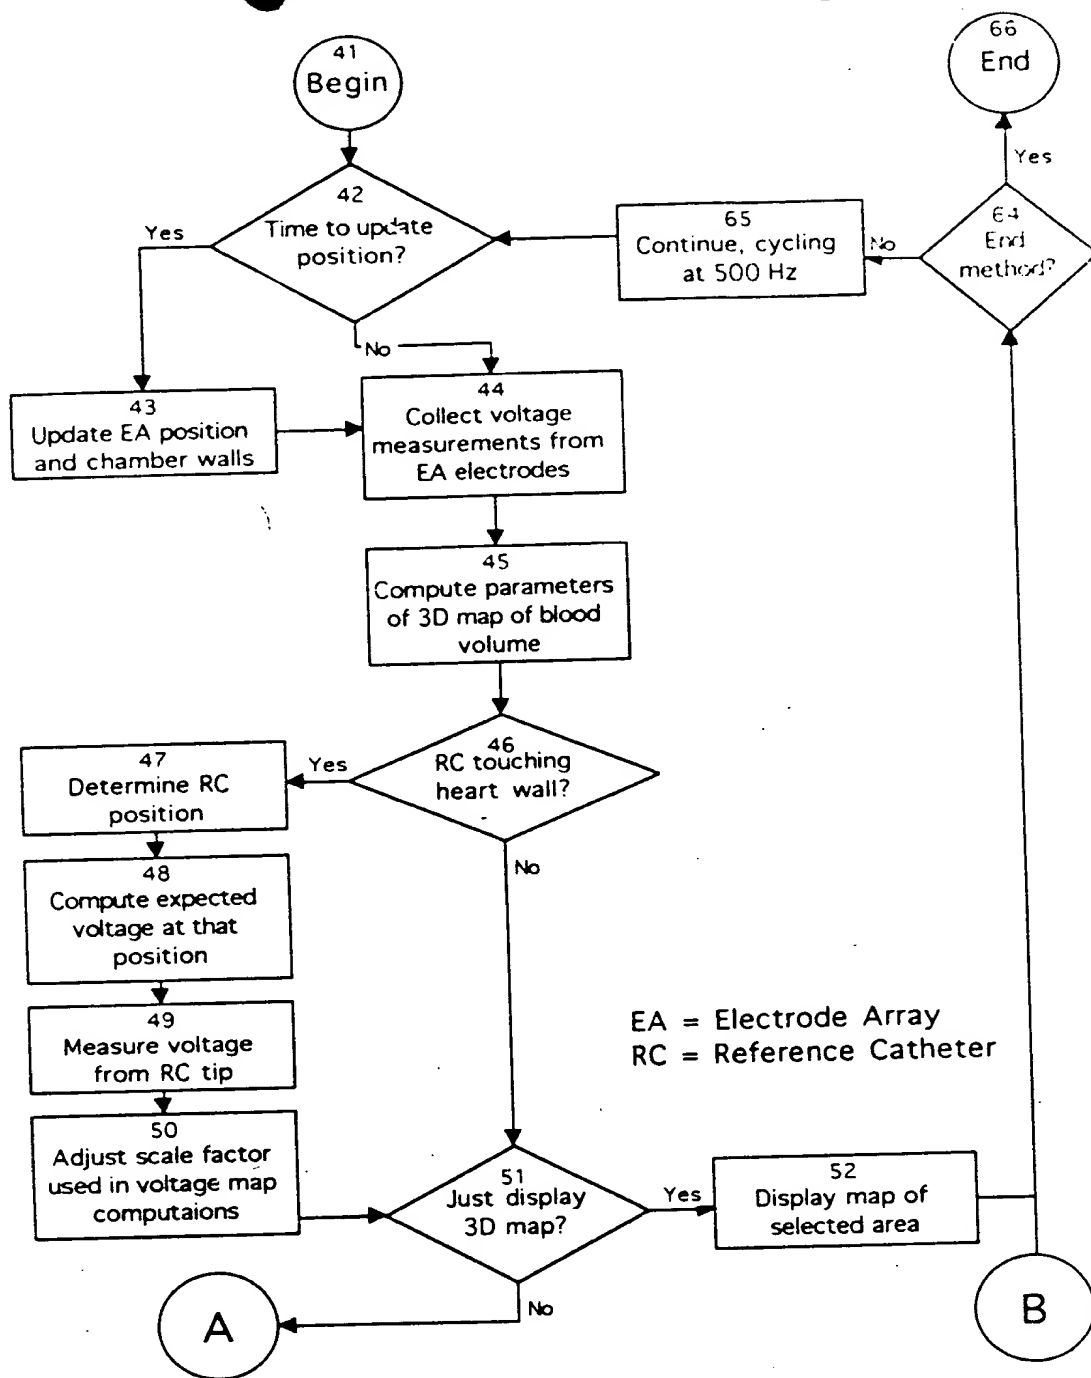 41
Begin
66
End
Yes
42
Time to update
position?
Yes
65
Continue, cycling
at 500 Hz
No
64
End
method?
No
43
Update EA position
and chamber walls
44
Collect voltage
measurements from
EA electrodes
45
Compute parameters
of 3D map of blood
volume
46
RC touching
heart wall?
Yes
47
Determine RC
position
No
48
Compute expected
voltage at that
position
49
Measure voltage
from RC tip
EA = Electrode Array
RC = Reference Catheter
50
Adjust scale factor
used in voltage map
computaions
51
Just display
3D map?
Yes
52
Display map of
selected area
No
A
B